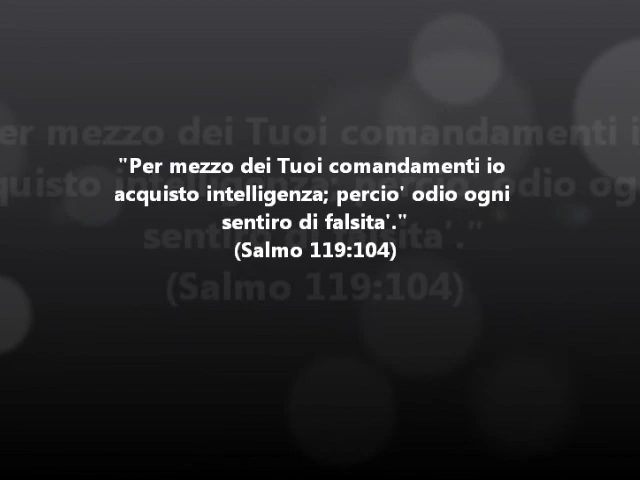 "Per mezzo dei Tuoi comandamenti io
acquisto intelligenza; percio' odio ogni
sentiro di falsita'."
(Salmo 119:104)